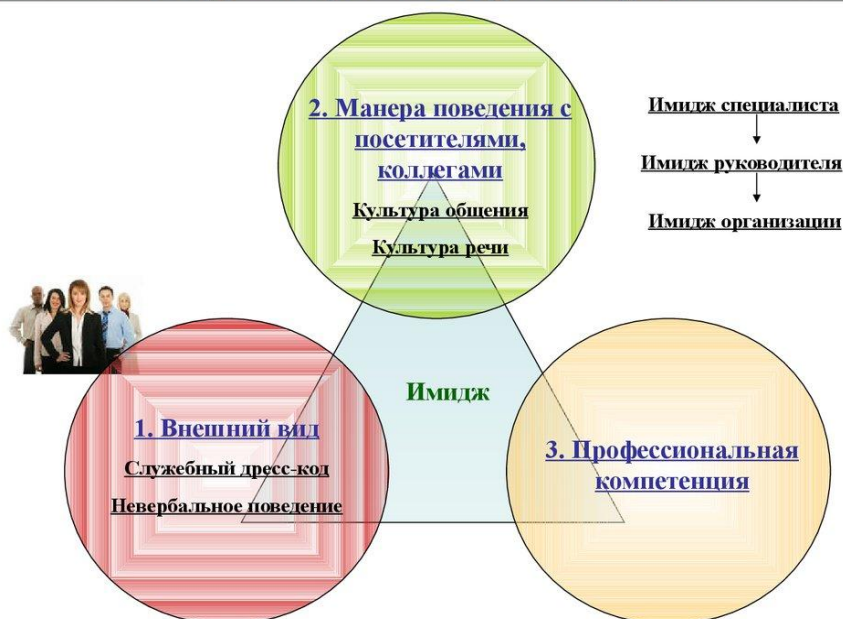 2. Манера поведения с
посетителями,
коллегами
Культура общения
Культура речи
Имидж специалиста
Имидж руководителя
Имидж организации
Имидж
1. Внешний вид
Служебный дресс-код
Невербальное поведение
3. Профессиональная
компетенция